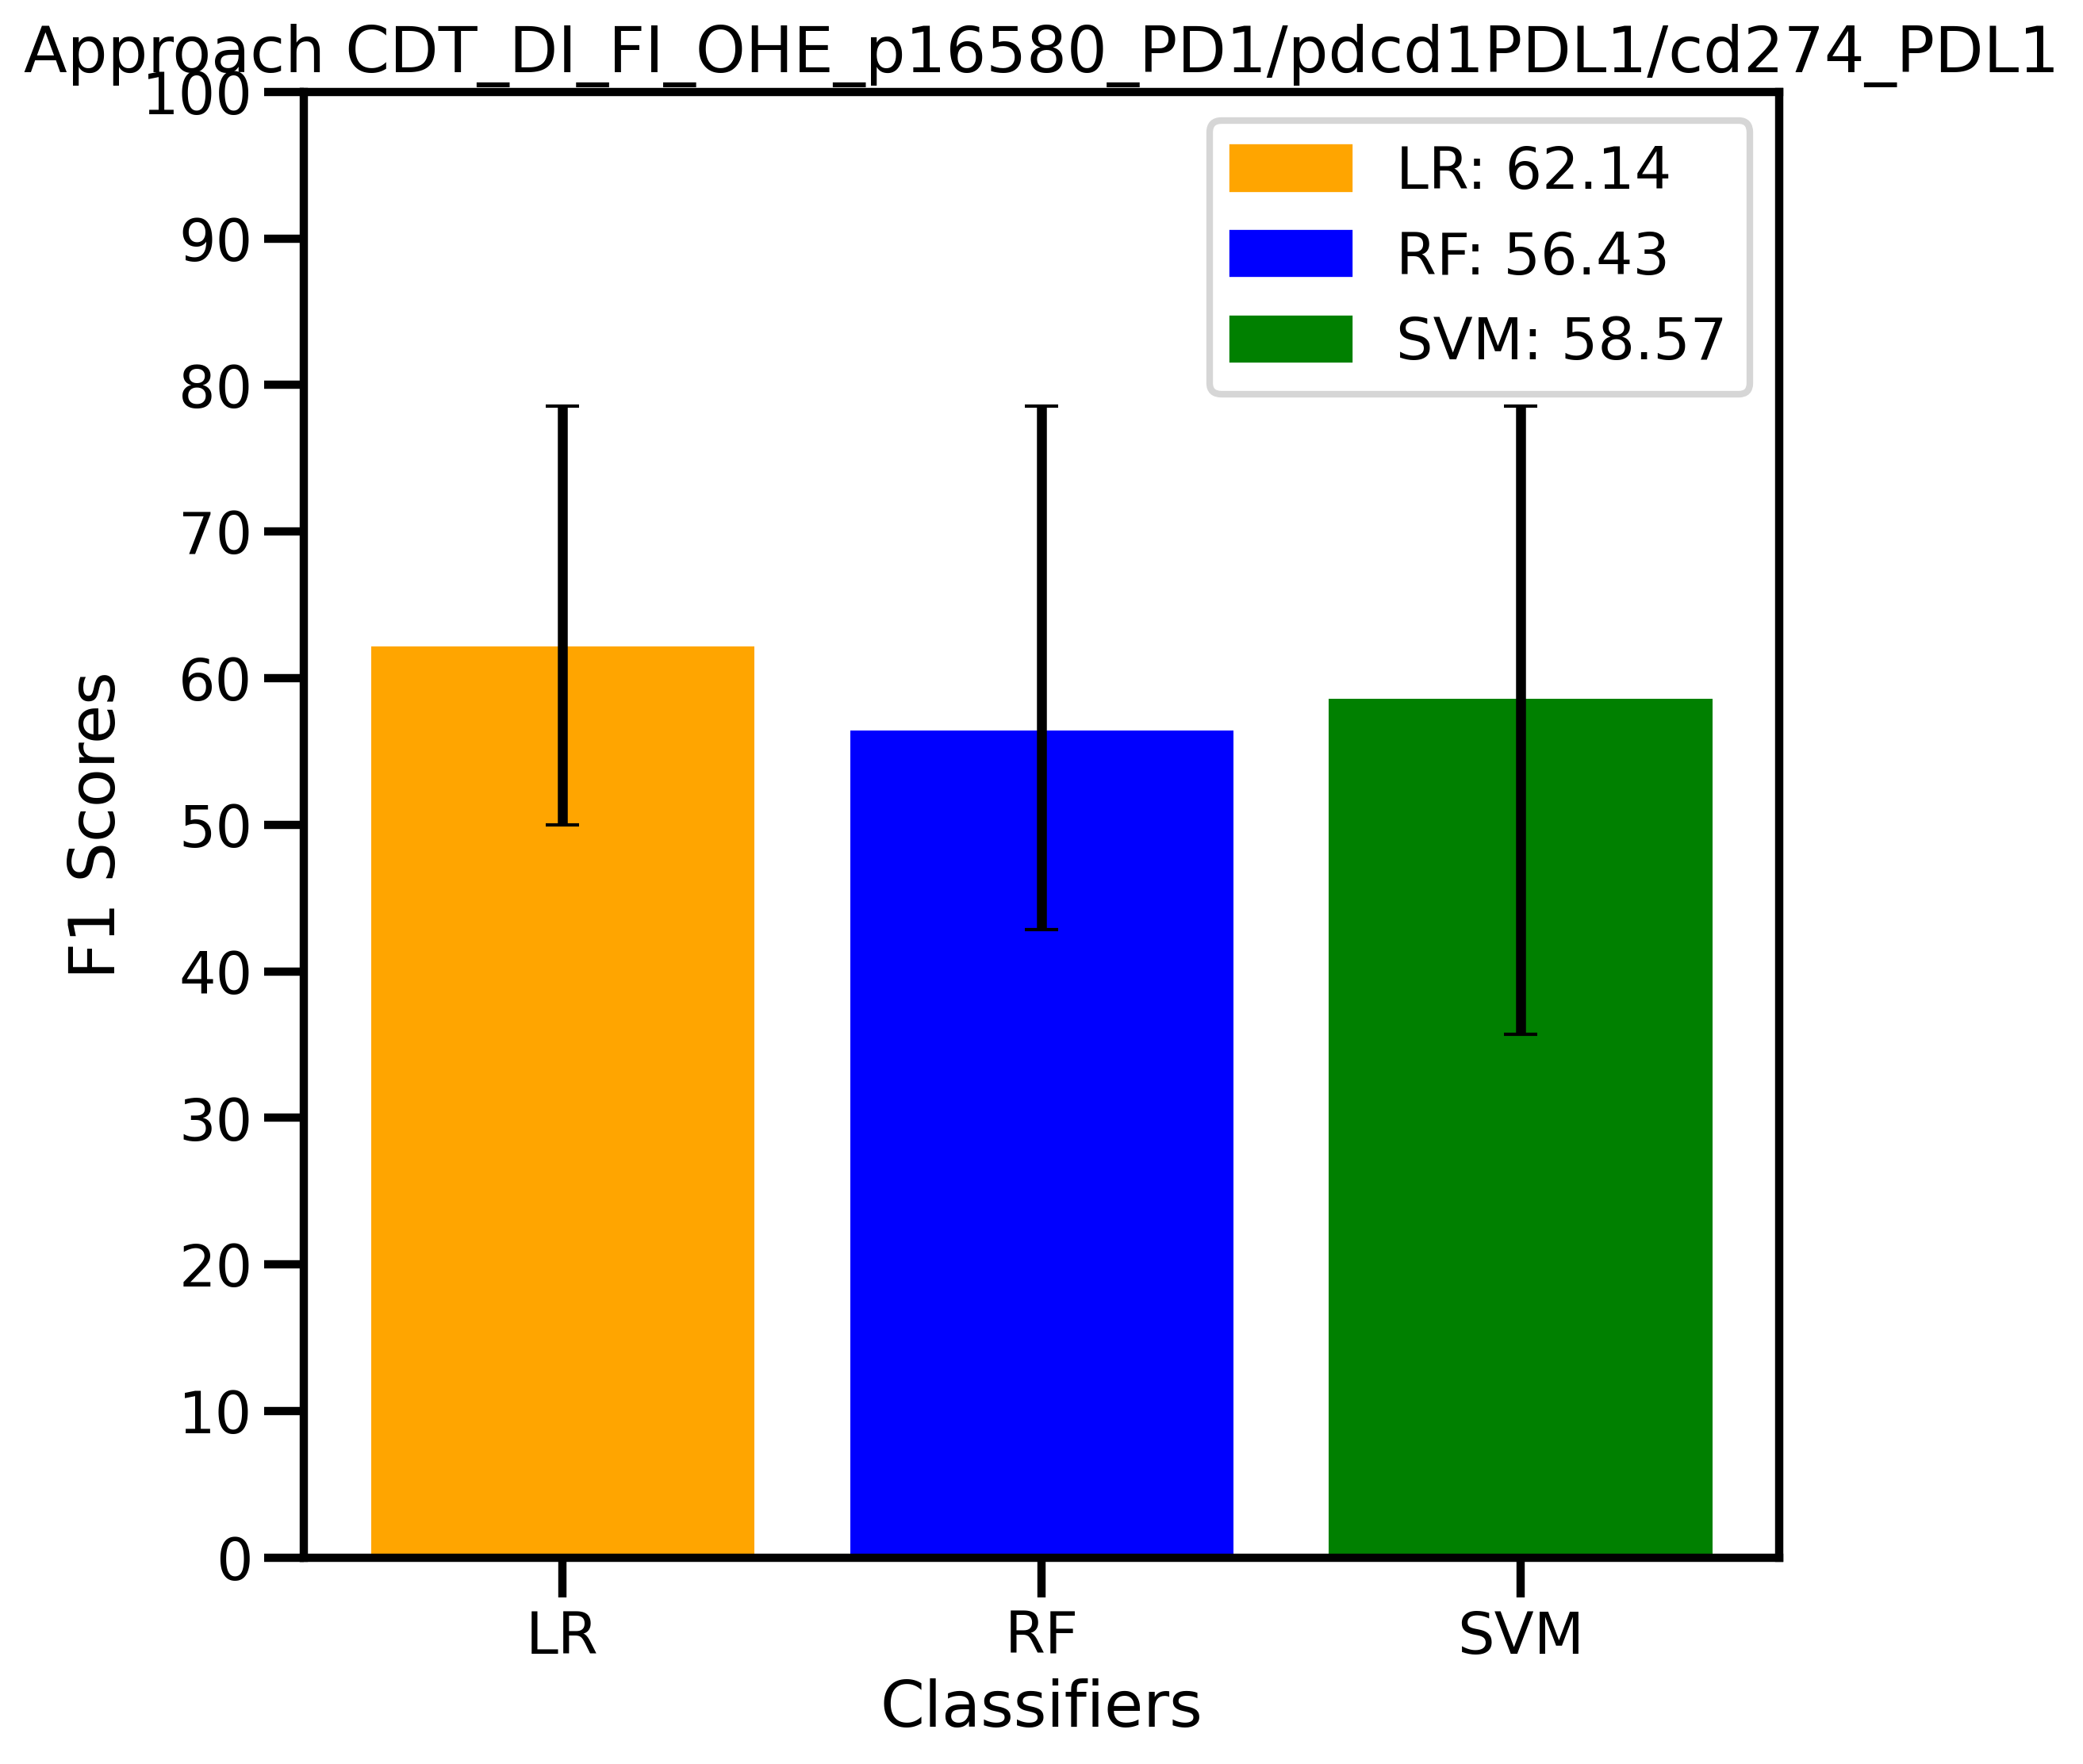 Approach CDT_DI_FI_OHE_p16580_PD1/pdcd1PDL1/cd274_PDL1
100
90
80
70
60
50
40
30
20
10
0
F1 Scores
LR: 62.14
RF: 56.43
SVM: 58.57
LR
RF
SVM
Classifiers